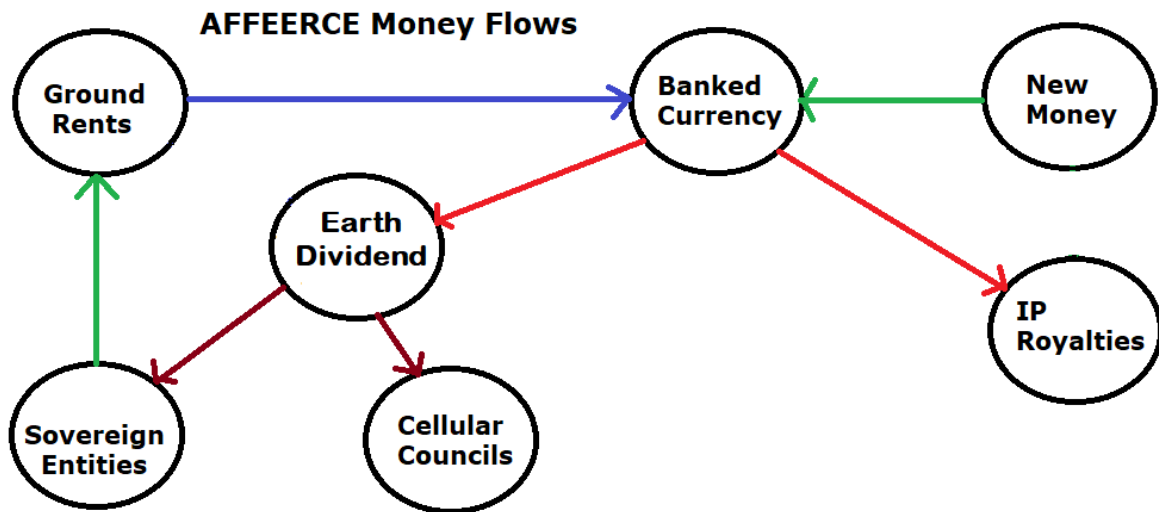 AFFEERCE Money Flows
Ground
Rents
Banked
Currency
New
Money
Earth
Dividend
IP
Royalties
Sovereign
Entities
Cellular
Councils